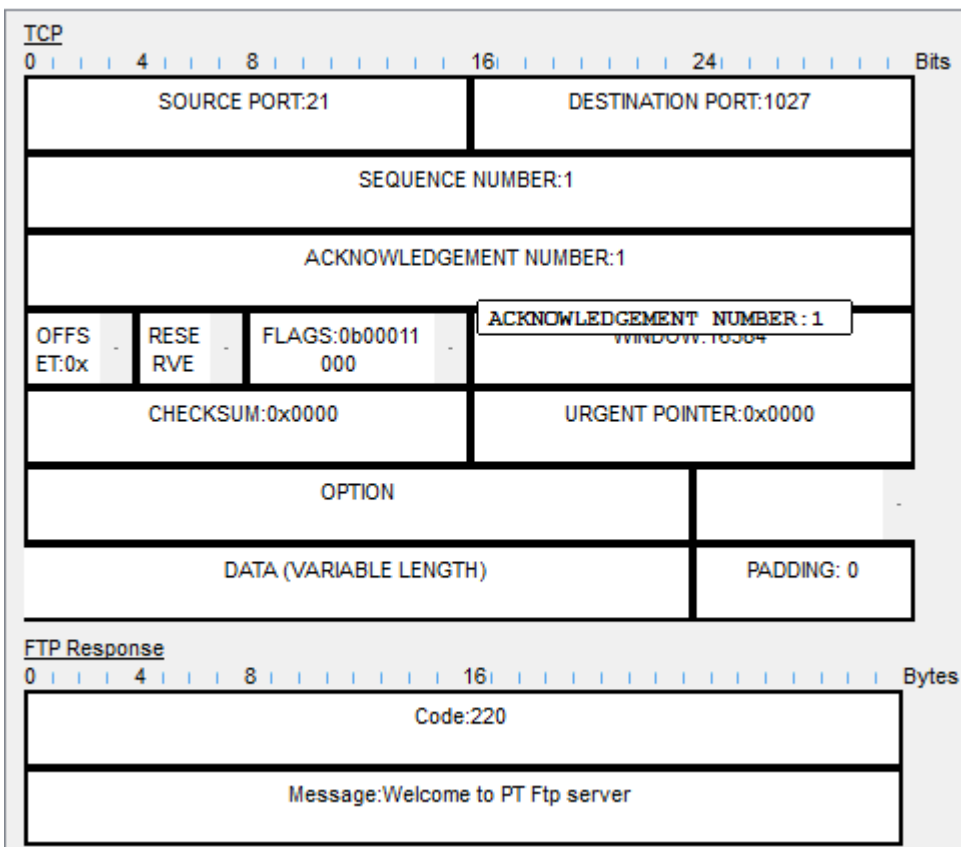 TCP
0 4 8 16 24 Bits
SOURCE PORT:21 DESTINATION PORT:1027
SEQUENCE NUMBER:1
ACKNOWLEDGEMENT NUMBER:1
ACKNOWLEDGEMENT NUMBER:1
OFFS RESE FLAGS:0b00011 WINDOW:16384
ET:0x RVE 000
CHECKSUM:0x0000 URGENT POINTER:0x0000
OPTION
DATA (VARIABLE LENGTH) PADDING: 0
FTP Response
0 4 8 16 Bytes
Code:220
Message:Welcome to PT Ftp server